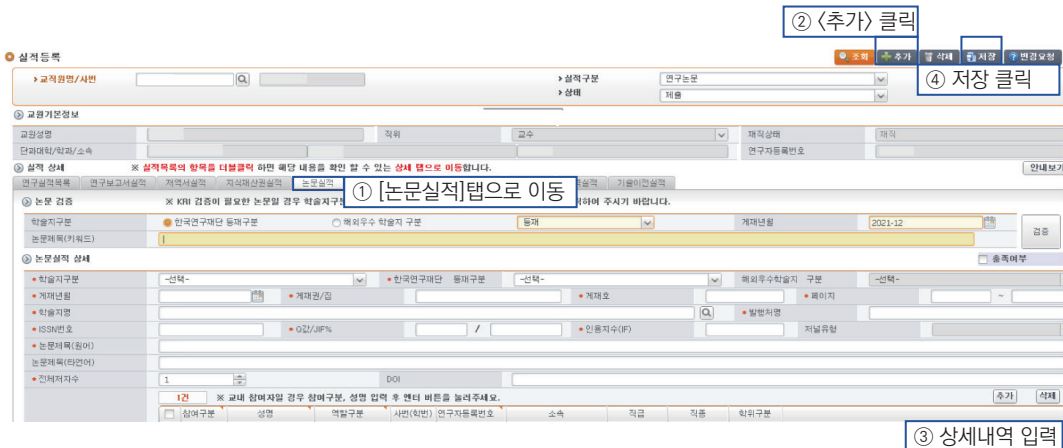 ② 〈추가〉 클릭
실적등록
조회 추가 삭제 저장 변경요청
교직원명/사번 실적구분 연구논문
④ 저장 클릭
상태 제출
교원기본정보
교원성명 직위 교수 재직상태 재직
단과대학/학과/소속 연구자등록번호
실적 상세 ※ 실적목록의 항목을 더블클릭 하면 해당 내용을 확인 할 수 있는 상세 탭으로 이동합니다. 안내보기
연구실적목록 연구보고서실적 저역서실적 지식재산권실적 논문실적 기술이전실적
① [논문실적]탭으로 이동
논문 검증 ※ KRI 검증이 필요한 논문일 경우 학술지구분 하여 주시기 바랍니다.
학술지구분 한국연구재단 등재구분 해외우수 학술지 구분 등재 게재년월 2021-12
검증
논문제목(키워드)
논문실적 상세 충족여부
학술지구분 -선택- 한국연구재단 등재구분 -선택- 해외우수학술지 구분 -선택-
게재년월 게재권/집 게재호 페이지 ~
학술지명 발행처명
ISSN번호 Q값/JIF% / 인용지수(IF) 저널유형
논문제목(원어)
논문제목(타언어)
전체저자수 1 DOI
1건 ※ 교내 참여자일 경우 참여구분, 성명 입력 후 엔터 버튼을 눌러주세요. 추가 삭제
참여구분 성명 역할구분 사번(학번) 연구자등록번호 소속 직급 직종 학위구분
③ 상세내역 입력